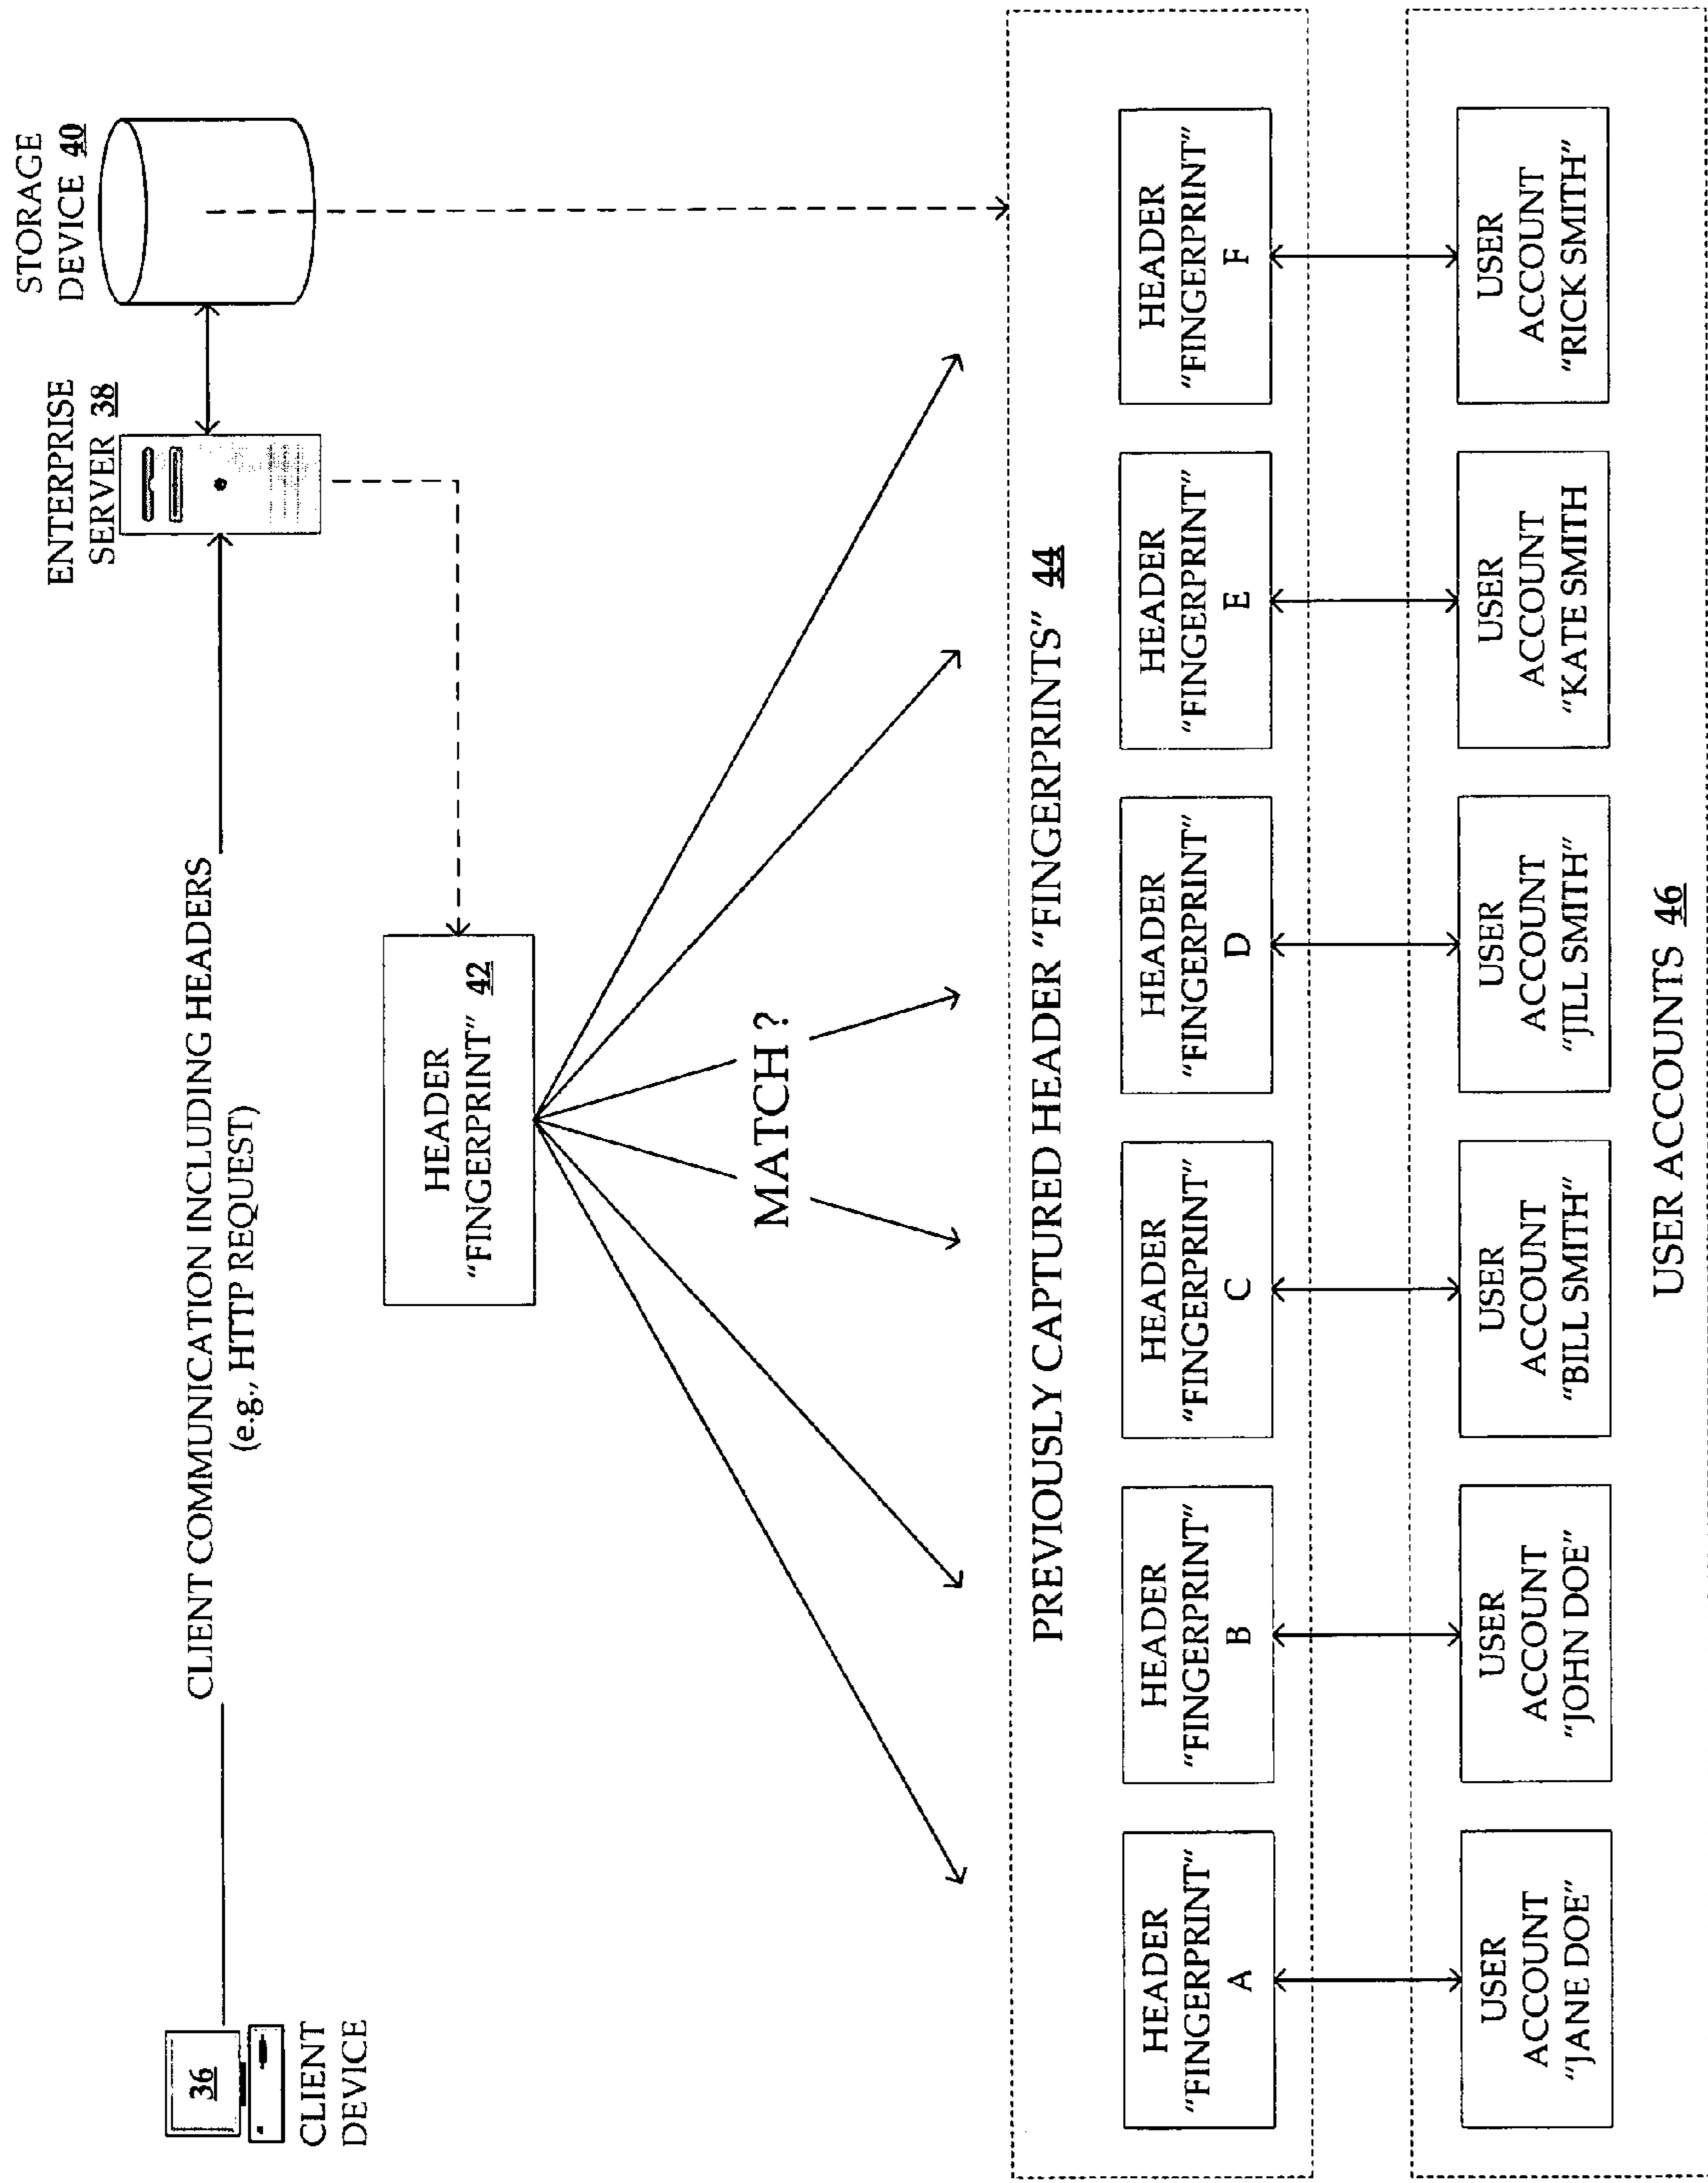 STORAGE
DEVICE 40
ENTERPRISE
SERVER 38
CLIENT COMMUNICATION INCLUDING HEADERS
(e.g., HTTP REQUEST)
36
CLIENT
DEVICE
HEADER
"FINGERPRINT" 42
MATCH ?
PREVIOUSLY CAPTURED HEADER "FINGERPRINTS" 44
HEADER
"FINGERPRINT"
A
HEADER
"FINGERPRINT"
B
HEADER
"FINGERPRINT"
C
HEADER
"FINGERPRINT"
D
HEADER
"FINGERPRINT"
E
HEADER
"FINGERPRINT"
F
USER
ACCOUNT
"JANE DOE"
USER
ACCOUNT
"JOHN DOE"
USER
ACCOUNT
"BILL SMITH"
USER
ACCOUNT
"JILL SMITH"
USER
ACCOUNT
"KATE SMITH
USER
ACCOUNT
"RICK SMITH"
USER ACCOUNTS 46